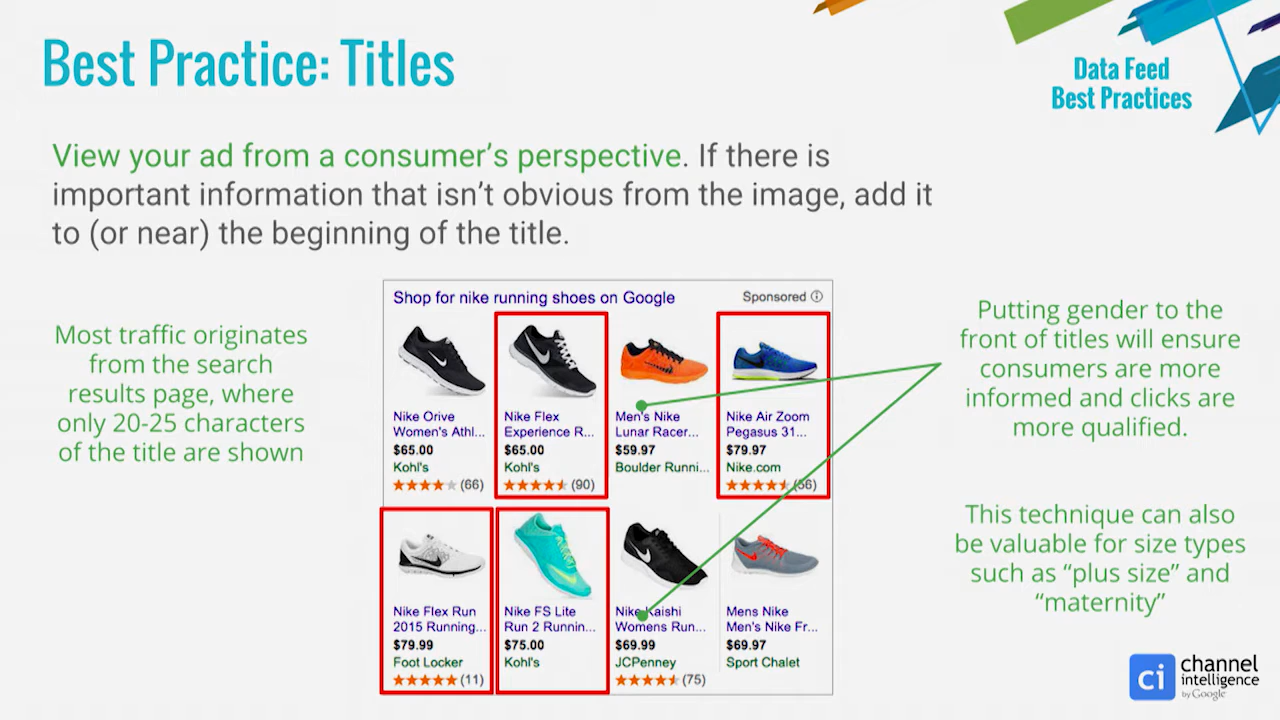 Best Practice: Titles
Data Feed
Best Practices
View your ad from a consumer's perspective. If there is
important information that isn't obvious from the image, add it
to (or near) the beginning of the title.
Most traffic originates
from the search
results page, where
only 20-25 characters
of the title are shown
Shop for nike running shoes on Google
Sponsored
Nike Orive
Women's Athl...
$65.00
Kohl's
(66)
Nike Flex
Experience R...
$65.00
Kohl's
(90)
Men's Nike
Lunar Racer...
$59.97
Boulder Runni...
Nike Air Zoom
Pegasus 31...
$79.97
Nike.com
(56)
Nike Flex Run
2015 Running...
$79.99
Foot Locker
(11)
Nike FS Lite
Run 2 Runnin...
$75.00
Kohl's
Nike Kaishi
Womens Run...
$69.99
JCPenney
(75)
Mens Nike
Men's Nike Fr...
$69.97
Sport Chalet
Putting gender to the
front of titles will ensure
consumers are more
informed and clicks are
more qualified.
This technique can also
be valuable for size types
such as “plus size” and
“maternity”
ci
channel
intelligence
by Google